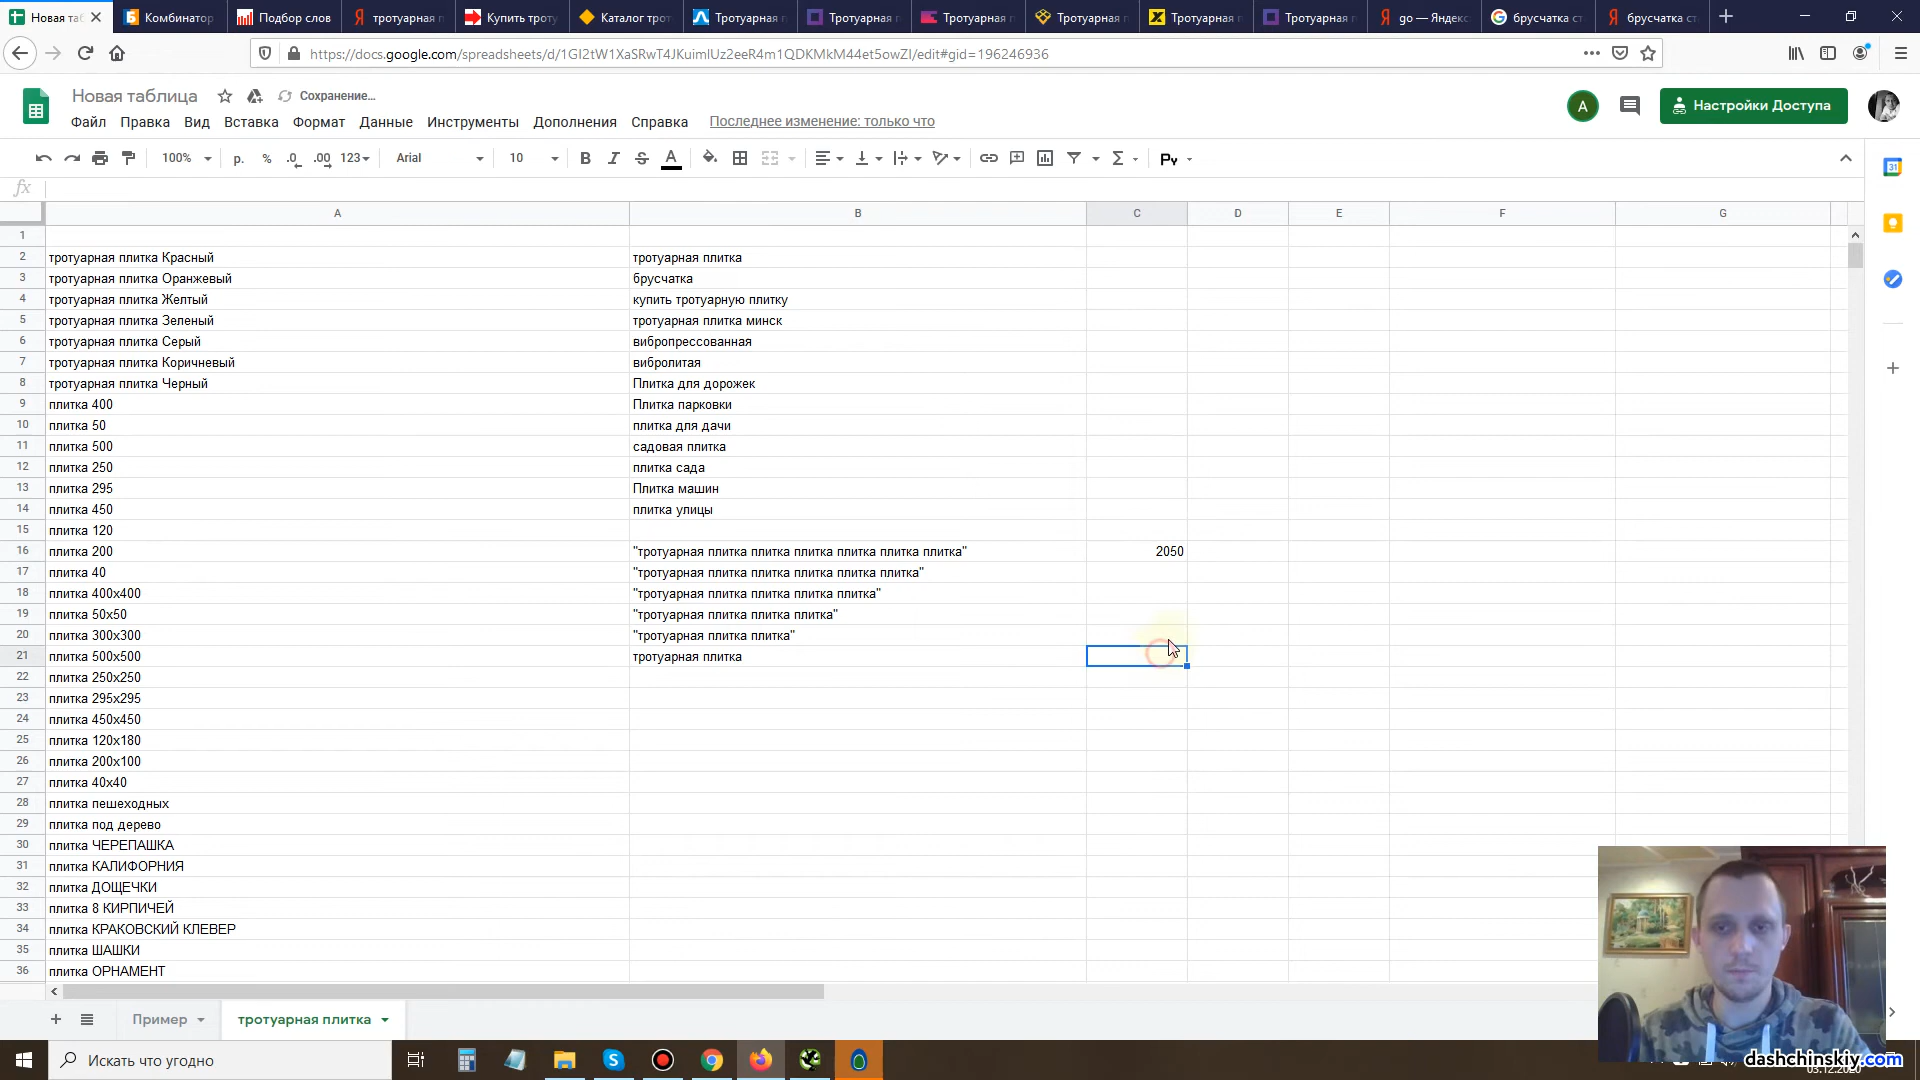 Новая таб
Комбинатор
Подбор слов
тротуарная п
Купить троту
Каталог трот
Тротуарная п
Тротуарная п
Тротуарная п
Тротуарная п
Тротуарная п
Тротуарная п
go — Яндекс
брусчатка ст
брусчатка ст
https://docs.google.com/spreadsheets/d/1GI2tW1XaSRwT4JKuimlUz2eeR4m1QDKMkM44et5owZI/edit#gid=196246936
Новая таблица
Сохранение...
A
Настройки Доступа
Файл Правка Вид Вставка Формат Данные Инструменты Дополнения Справка Последнее изменение: только что
100% р. % .0 .00 123 Arial 10 B I S A Σ Ру
fx
A B C D E F G
1
2 тротуарная плитка Красный тротуарная плитка
3 тротуарная плитка Оранжевый брусчатка
4 тротуарная плитка Желтый купить тротуарную плитку
5 тротуарная плитка Зеленый тротуарная плитка минск
6 тротуарная плитка Серый вибропрессованная
7 тротуарная плитка Коричневый вибролитая
8 тротуарная плитка Черный Плитка для дорожек
9 плитка 400 Плитка парковки
10 плитка 50 плитка для дачи
11 плитка 500 садовая плитка
12 плитка 250 плитка сада
13 плитка 295 Плитка машин
14 плитка 450 плитка улицы
15 плитка 120
16 плитка 200 "тротуарная плитка плитка плитка плитка плитка плитка" 2050
17 плитка 40 "тротуарная плитка плитка плитка плитка плитка"
18 плитка 400х400 "тротуарная плитка плитка плитка плитка"
19 плитка 50х50 "тротуарная плитка плитка плитка"
20 плитка 300х300 "тротуарная плитка плитка"
21 плитка 500х500 тротуарная плитка
22 плитка 250х250
23 плитка 295х295
24 плитка 450х450
25 плитка 120х180
26 плитка 200х100
27 плитка 40х40
28 плитка пешеходных
29 плитка под дерево
30 плитка ЧЕРЕПАШКА
31 плитка КАЛИФОРНИЯ
32 плитка ДОЩЕЧКИ
33 плитка 8 КИРПИЧЕЙ
34 плитка КРАКОВСКИЙ КЛЕВЕР
35 плитка ШАШКИ
36 плитка ОРНАМЕНТ
31
Пример
тротуарная плитка
Искать что угодно
dashchinskiy.com
03.12.2020